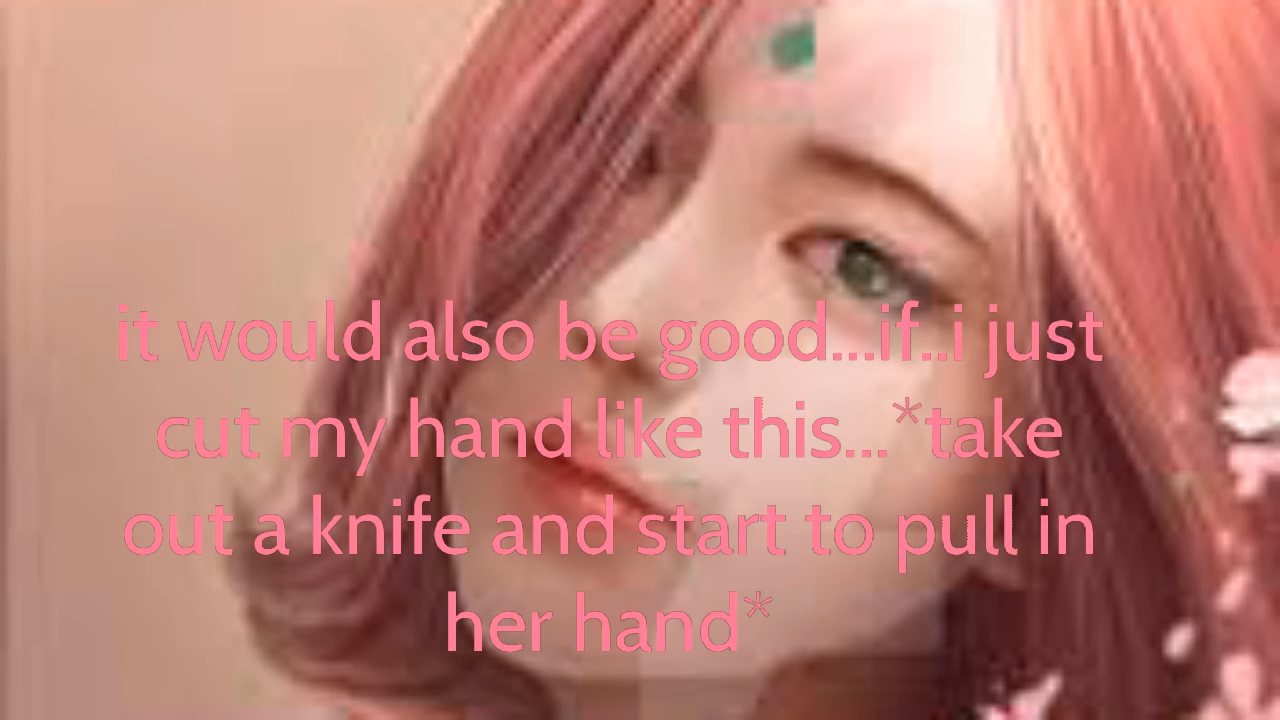 it would also be good...if..i just
cut my hand like this... *take
out a knife and start to pull in
her hand*